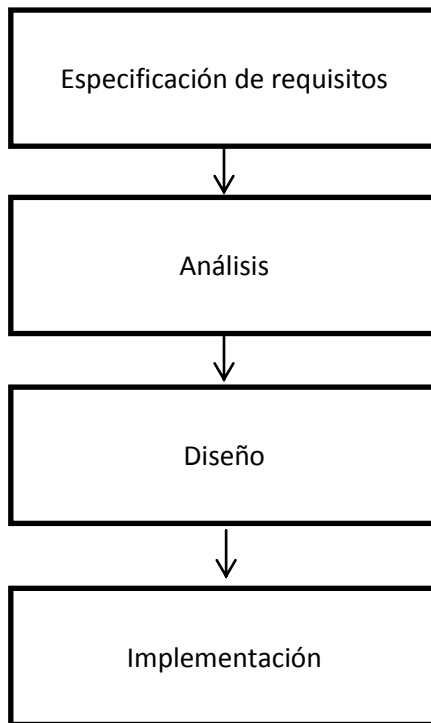 Especificación de requisitos
Análisis
Diseño
Implementación